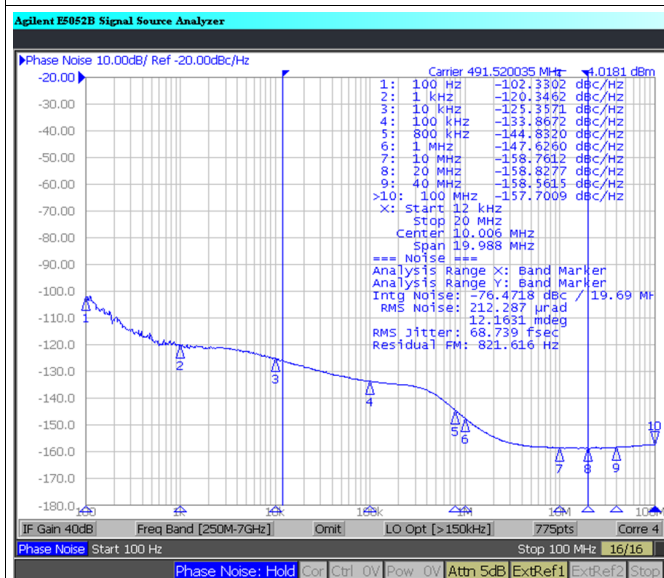 Agilent E5052B Signal Source Analyzer
▶Phase Noise 10.00dB/ Ref -20.00dBc/Hz
Carrier 491.520035 MHz 4.0181 dBm
1: 100 Hz -102.3302 dBc/Hz
2: 1 kHz -120.3462 dBc/Hz
3: 10 kHz -125.3571 dBc/Hz
4: 100 kHz -133.8672 dBc/Hz
5: 800 kHz -144.8320 dBc/Hz
6: 1 MHz -147.6260 dBc/Hz
7: 10 MHz -158.7612 dBc/Hz
8: 20 MHz -158.8277 dBc/Hz
9: 40 MHz -158.5615 dBc/Hz
>10: 100 MHz -157.7009 dBc/Hz
X: Start 12 kHz
Stop 20 MHz
Center 10.006 MHz
Span 19.988 MHz
=== Noise ===
Analysis Range X: Band Marker
Analysis Range Y: Band Marker
Intg Noise: -76.4718 dBc / 19.69 MH
RMS Noise: 212.287 µrad
12.1631 mdeg
RMS Jitter: 68.739 fsec
Residual FM: 821.616 Hz
-20.00
-30.00
-40.00
-50.00
-60.00
-70.00
-80.00
-90.00
-100.0
-110.0
-120.0
-130.0
-140.0
-150.0
-160.0
-170.0
-180.0
1
2
3
4
5
6
7
8
9
10
100 1k 10k 100k 1M 10M 100M
IF Gain 40dB Freq Band [250M-7GHz] Omit LO Opt [>150kHz] 775pts Corre 4
Phase Noise Start 100 Hz Stop 100 MHz 16/16
Phase Noise: Hold Cor Ctrl 0V Pow 0V Attn 5dB ExtRef1 ExtRef2 Stop